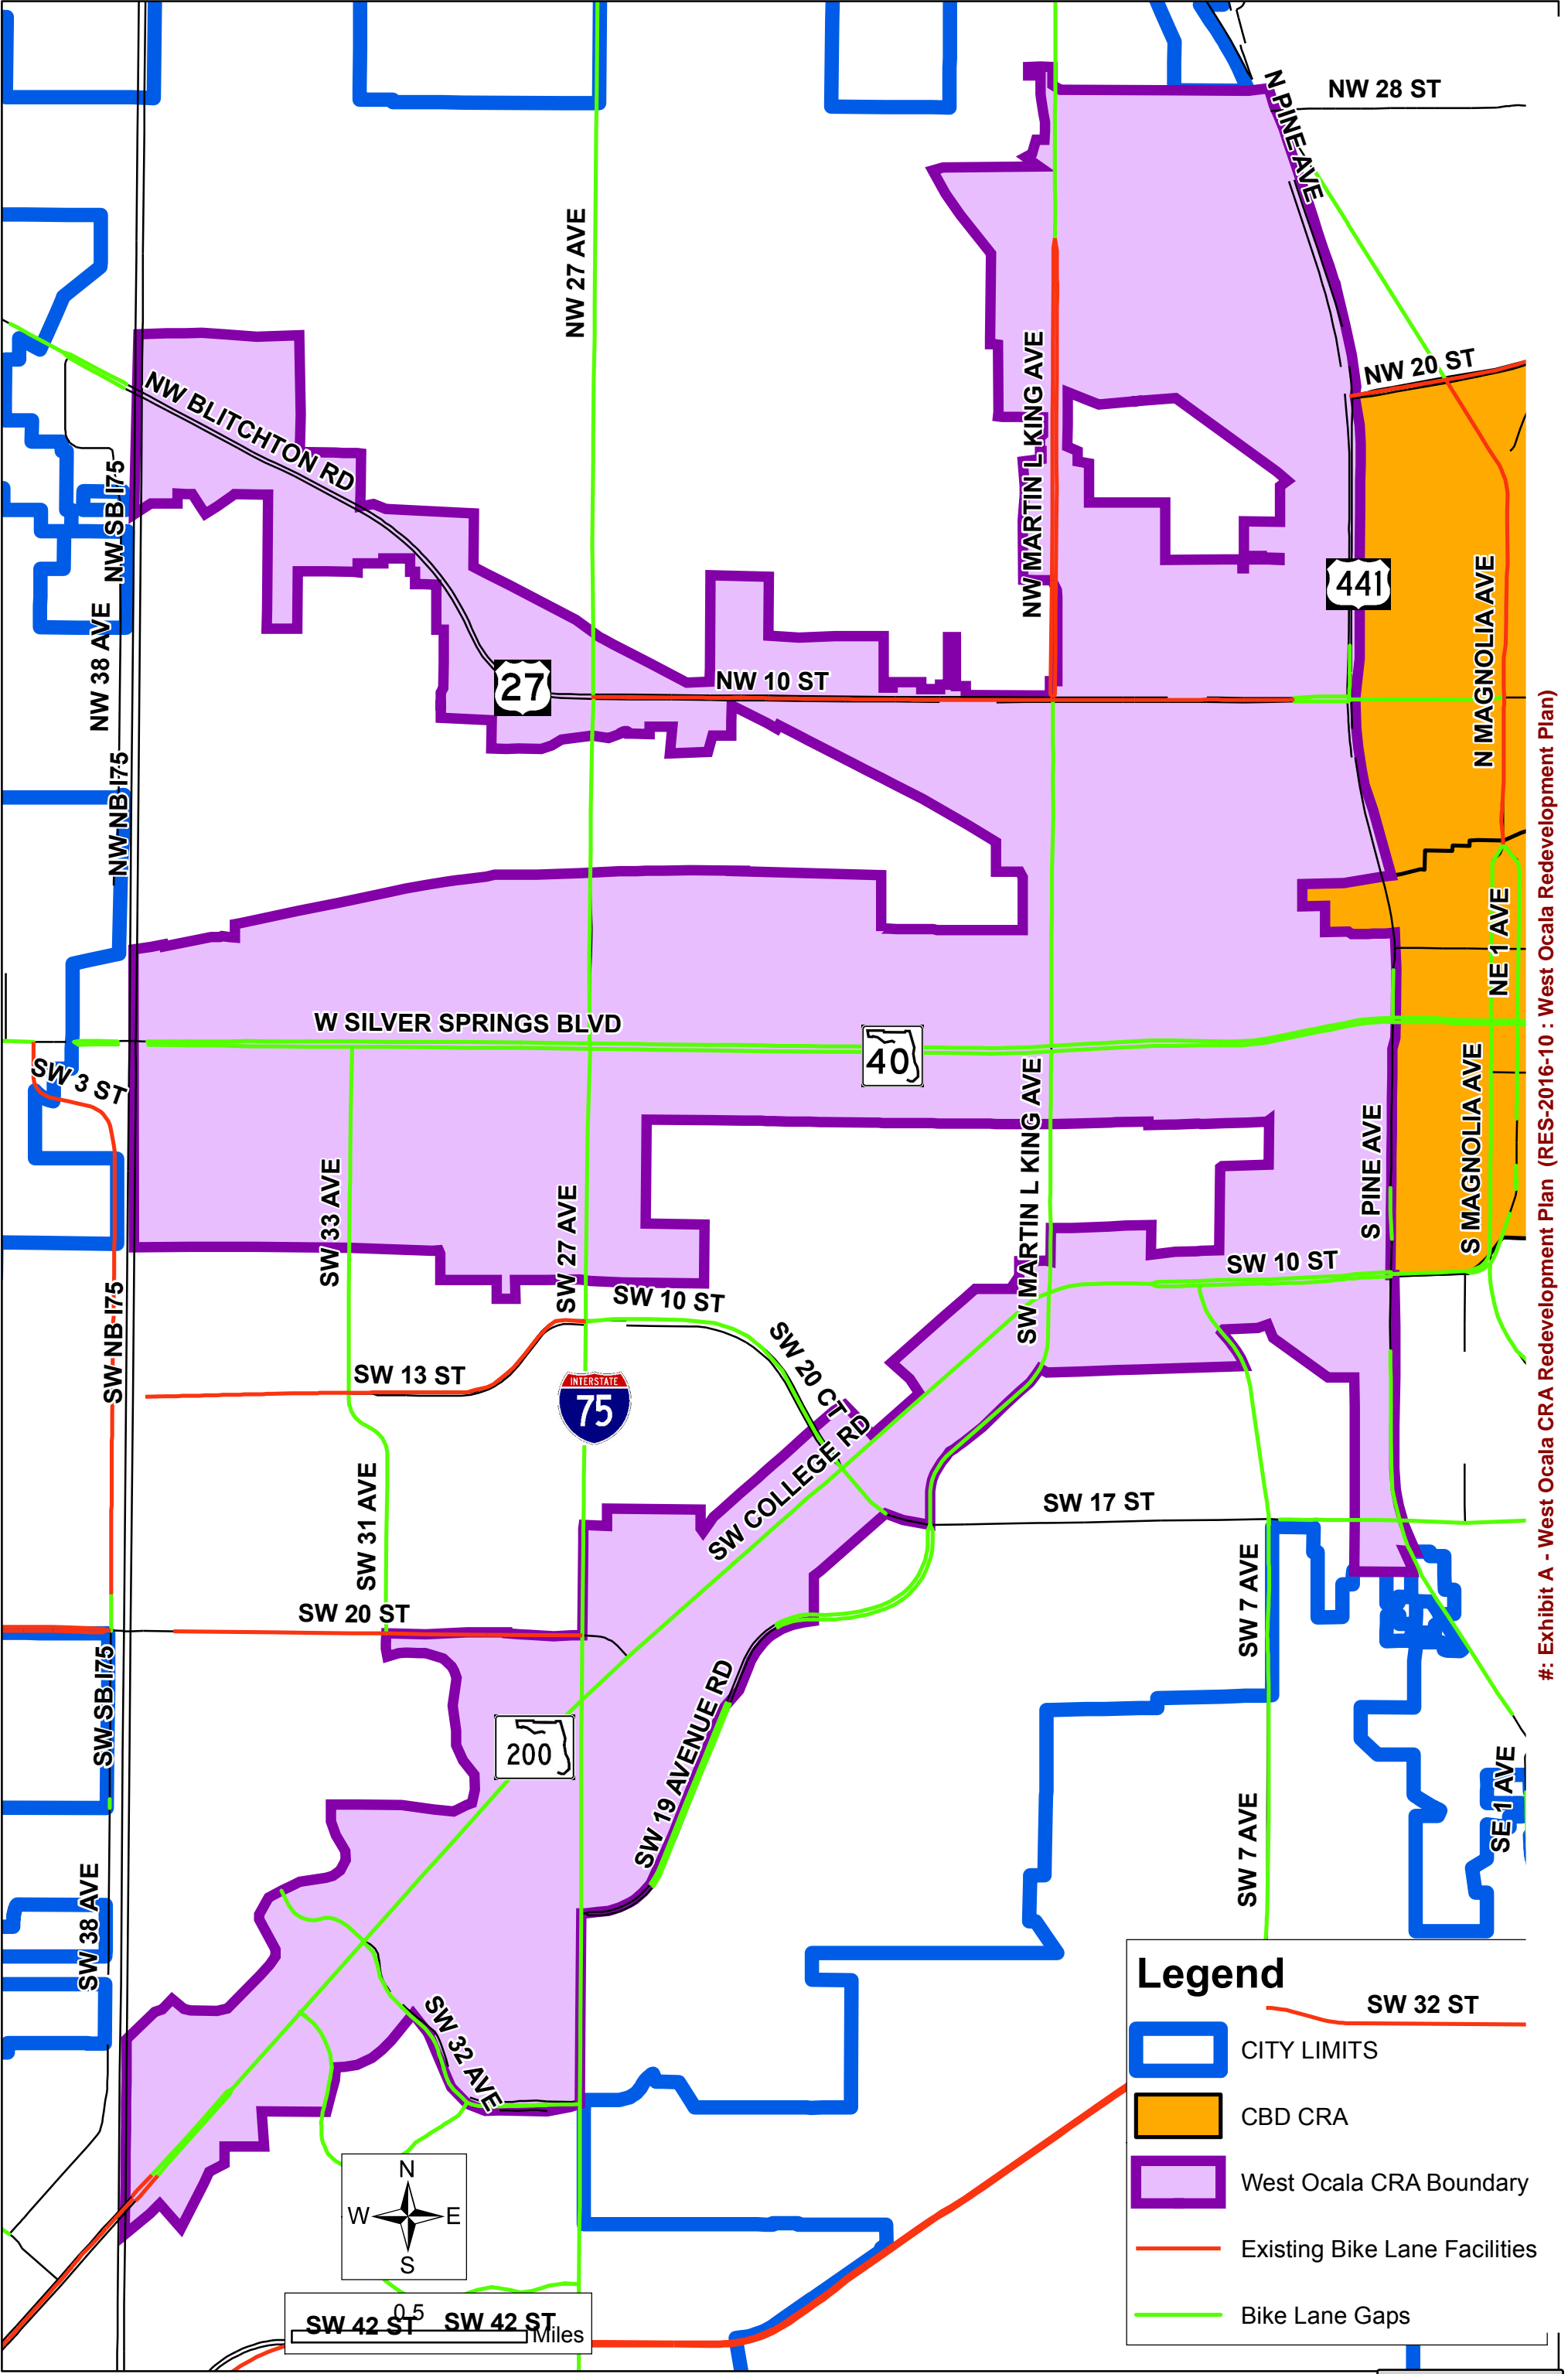 N PINE AVE
NW 28 ST
NW 27 AVE
NW 20 ST
NW MARTIN L KING AVE
NW BLITCHTON RD
NW SB I75
441
N MAGNOLIA AVE
NW 38 AVE
27
NW 10 ST
NW NB I75
NE 1 AVE
W SILVER SPRINGS BLVD
40
SW 3 ST
S MAGNOLIA AVE
S PINE AVE
SW MARTIN L KING AVE
SW 33 AVE
SW 27 AVE
SW 10 ST
SW 10 ST
SW NB I75
SW 20 CT
SW 13 ST
INTERSTATE
75
SW COLLEGE RD
SW 31 AVE
SW 17 ST
SW 7 AVE
SW 20 ST
SW SB I75
SW 19 AVENUE RD
200
SE 1 AVE
SW 7 AVE
SW 38 AVE
SW 32 AVE
#: Exhibit A - West Ocala CRA Redevelopment Plan (RES-2016-10 : West Ocala Redevelopment Plan)
Legend
SW 32 ST
CITY LIMITS
CBD CRA
West Ocala CRA Boundary
Existing Bike Lane Facilities
Bike Lane Gaps
N
W E
S
0.5
SW 42 ST SW 42 ST
Miles